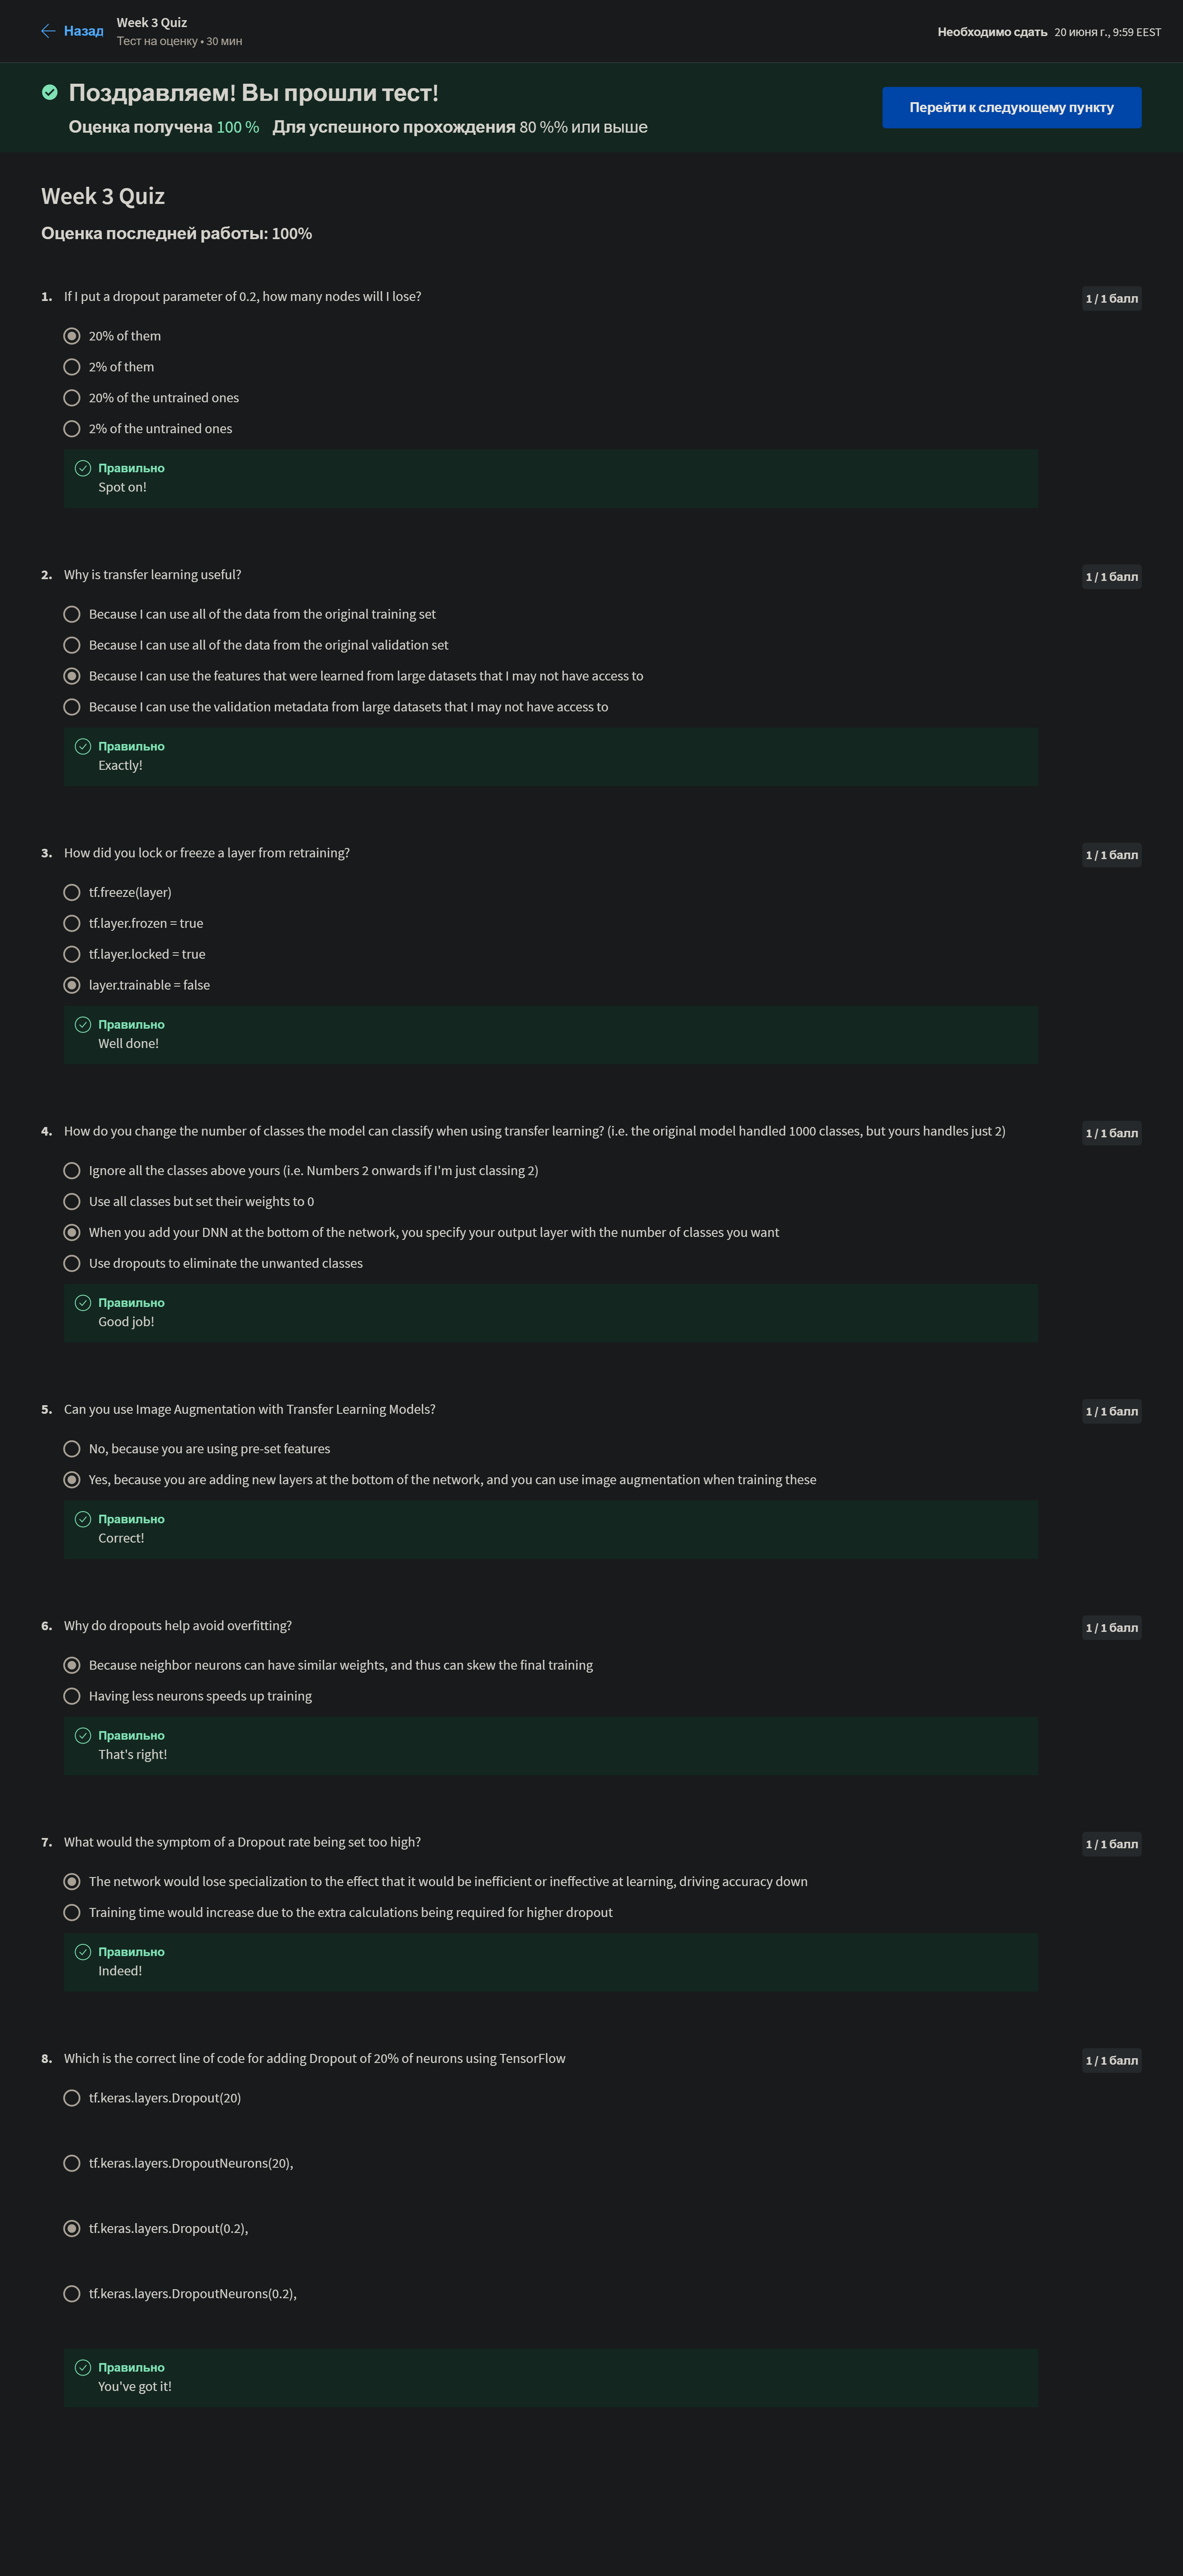 Назад
Week 3 Quiz
Тест на оценку • 30 мин
Необходимо сдать 20 июня г., 9:59 EEST
Поздравляем! Вы прошли тест!
Оценка получена 100 % Для успешного прохождения 80 %% или выше
Перейти к следующему пункту
Week 3 Quiz
Оценка последней работы: 100%
1. If I put a dropout parameter of 0.2, how many nodes will I lose?
1 / 1 балл
20% of them
2% of them
20% of the untrained ones
2% of the untrained ones
Правильно
Spot on!
2. Why is transfer learning useful?
1 / 1 балл
Because I can use all of the data from the original training set
Because I can use all of the data from the original validation set
Because I can use the features that were learned from large datasets that I may not have access to
Because I can use the validation metadata from large datasets that I may not have access to
Правильно
Exactly!
3. How did you lock or freeze a layer from retraining?
1 / 1 балл
tf.freeze(layer)
tf.layer.frozen = true
tf.layer.locked = true
layer.trainable = false
Правильно
Well done!
4. How do you change the number of classes the model can classify when using transfer learning? (i.e. the original model handled 1000 classes, but yours handles just 2)
1 / 1 балл
Ignore all the classes above yours (i.e. Numbers 2 onwards if I'm just classing 2)
Use all classes but set their weights to 0
When you add your DNN at the bottom of the network, you specify your output layer with the number of classes you want
Use dropouts to eliminate the unwanted classes
Правильно
Good job!
5. Can you use Image Augmentation with Transfer Learning Models?
1 / 1 балл
No, because you are using pre-set features
Yes, because you are adding new layers at the bottom of the network, and you can use image augmentation when training these
Правильно
Correct!
6. Why do dropouts help avoid overfitting?
1 / 1 балл
Because neighbor neurons can have similar weights, and thus can skew the final training
Having less neurons speeds up training
Правильно
That's right!
7. What would the symptom of a Dropout rate being set too high?
1 / 1 балл
The network would lose specialization to the effect that it would be inefficient or ineffective at learning, driving accuracy down
Training time would increase due to the extra calculations being required for higher dropout
Правильно
Indeed!
8. Which is the correct line of code for adding Dropout of 20% of neurons using TensorFlow
1 / 1 балл
tf.keras.layers.Dropout(20)
tf.keras.layers.DropoutNeurons(20),
tf.keras.layers.Dropout(0.2),
tf.keras.layers.DropoutNeurons(0.2),
Правильно
You've got it!